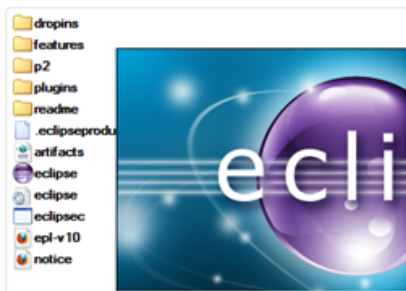 dropins
features
p2
plugins
readme
.eclipseprodu
artifacts
eclipse
eclipse
eclipsec
epl-v10
notice
ecli